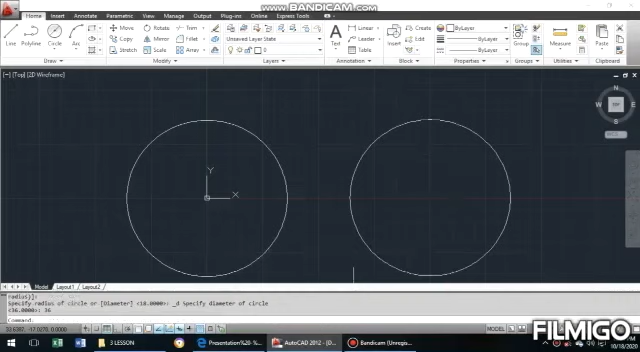 WWW.BANDICAM.COM
Home Insert Annotate Parametric View Manage Output Plug-ins Online Express Tools
Line Polyline Circle Arc
Move Rotate Trim
Copy Mirror Fillet
Stretch Scale Array
Modify
Unsaved Layer State
0
Layers
Text
Linear
Leader
Table
Annotation
Insert
Create
Edit
Block
ByLayer
ByLayer
ByLayer
Properties
Group
Groups
Measure
Utilities
Paste
Clipboard
[−] [Top] [2D Wireframe]
N
W TOP E
S
Y
X
Model Layout1 Layout2
radius)]:
Specify radius of circle or [Diameter] <18.0000>: _d Specify diameter of circle
<36.0000>: 36
Command:
MODEL
FILMIGO
3 LESSON
AutoCAD 2012 - [D...
Bandicam (Unregis...
10/18/2020